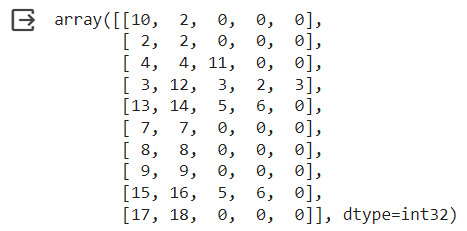 array([[10,  2,  0,  0,  0],
       [ 2,  2,  0,  0,  0],
       [ 4,  4, 11,  0,  0],
       [ 3, 12,  3,  2,  3],
       [13, 14,  5,  6,  0],
       [ 7,  7,  0,  0,  0],
       [ 8,  8,  0,  0,  0],
       [ 9,  9,  0,  0,  0],
       [15, 16,  5,  6,  0],
       [17, 18,  0,  0,  0]], dtype=int32)